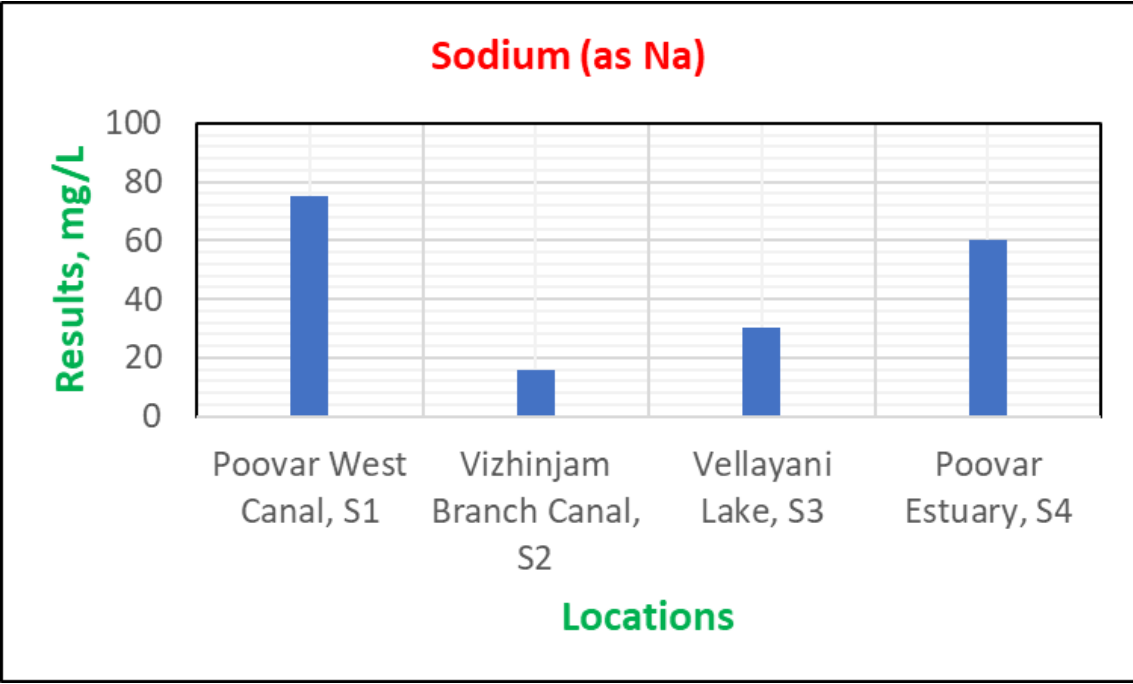 Sodium (as Na)
Results, mg/L
100
80
60
40
20
0
Poovar West
Canal, S1
Vizhinjam
Branch Canal,
S2
Vellayani
Lake, S3
Poovar
Estuary, S4
Locations